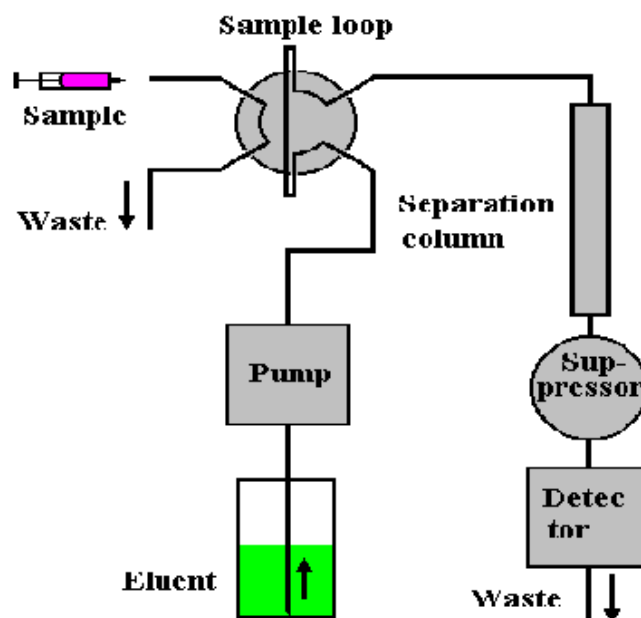 Sample loop
Sample
Waste
Separation
column
Pump
Sup-
pressor
Detec
tor
Eluent
Waste